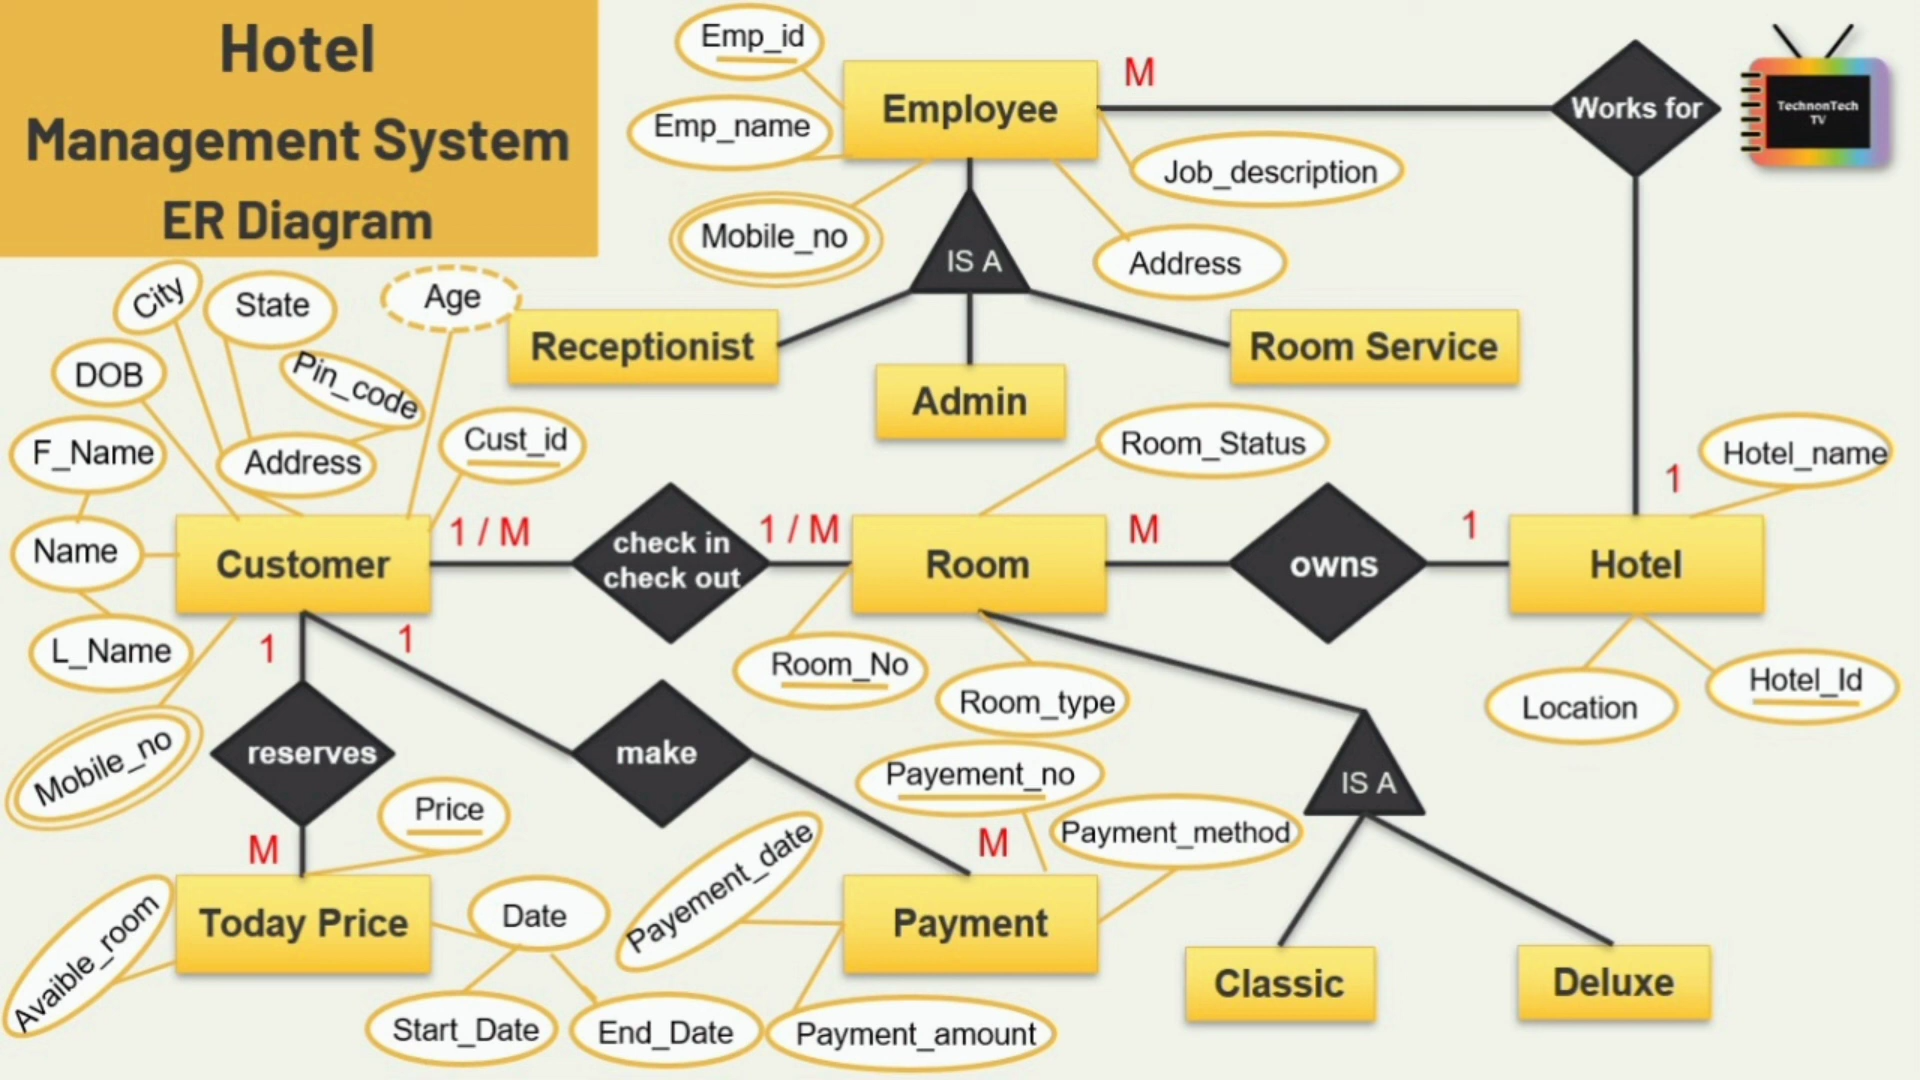 Hotel
Management System
ER Diagram
Emp_id
Emp_name
Mobile_no
Employee
M
Job_description
Address
Works for
TechnonTech
TV
IS A
Receptionist
Admin
Room Service
City
State
Age
DOB
Pin_code
F_Name
Address
Cust_id
Name
L_Name
Mobile_no
Customer
1 / M
check in
check out
1 / M
Room_Status
Room
M
owns
1
Hotel
1
Hotel_name
Location
Hotel_Id
Room_No
Room_type
1
1
reserves
make
M
Price
Today Price
Avaible_room
Date
Start_Date
End_Date
Payement_no
Payment_method
Payement_date
M
Payment
Payment_amount
IS A
Classic
Deluxe